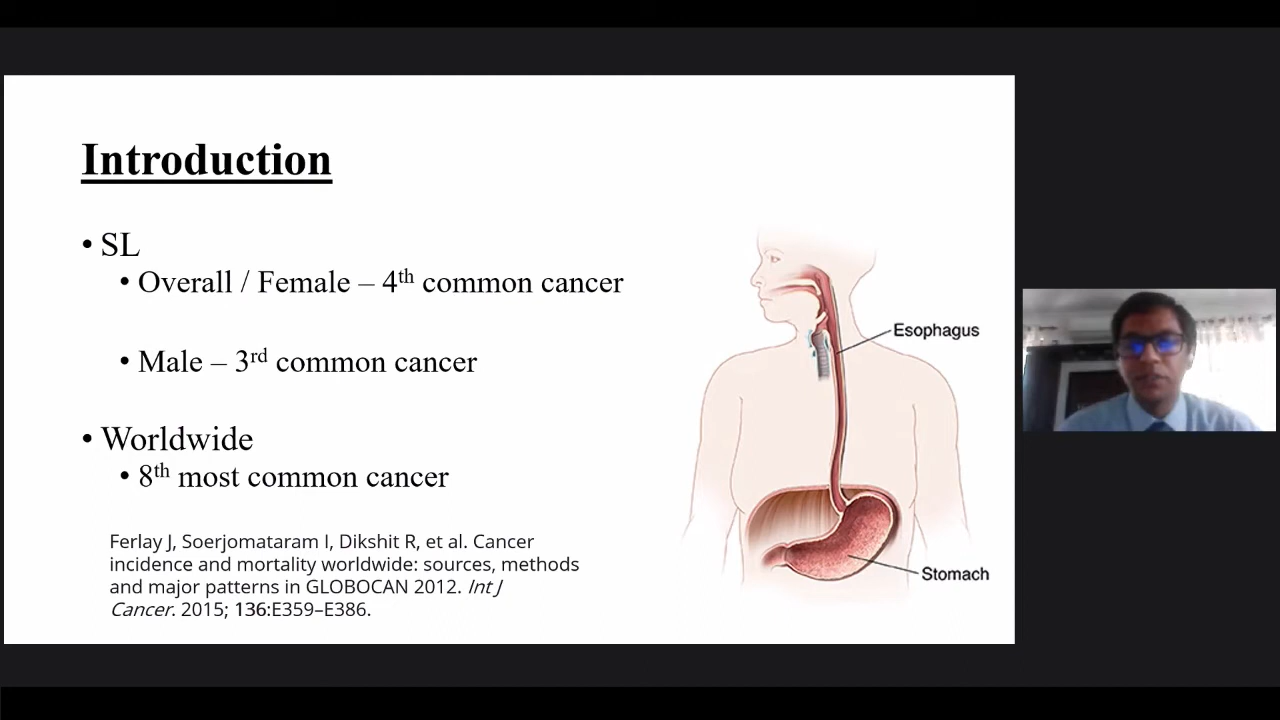 Introduction
• SL
• Overall / Female – 4th common cancer
• Male – 3rd common cancer
• Worldwide
• 8th most common cancer
Ferlay J, Soerjomataram I, Dikshit R, et al. Cancer
incidence and mortality worldwide: sources, methods
and major patterns in GLOBOCAN 2012. Int J
Cancer. 2015; 136:E359–E386.
Esophagus
Stomach